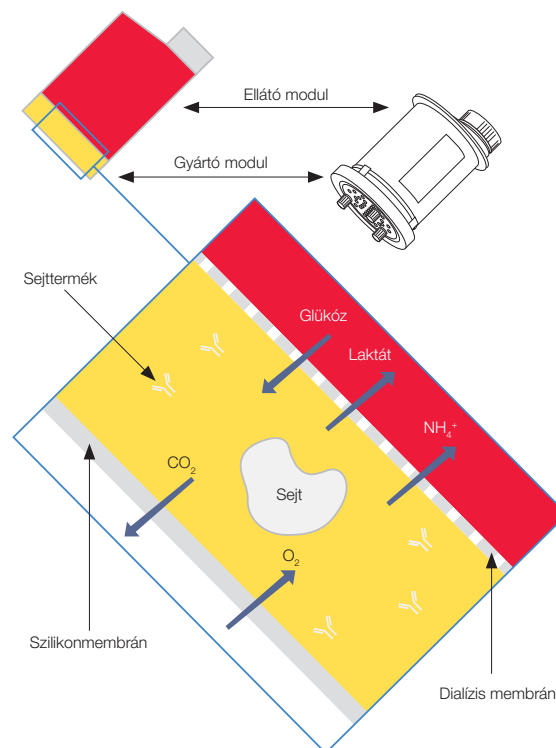 Ellátó modul
Gyártó modul
Sejttermék
Glükóz
Laktát
NH₄⁺
CO₂
Sejt
O₂
Szilikonmembrán
Dialízis membrán